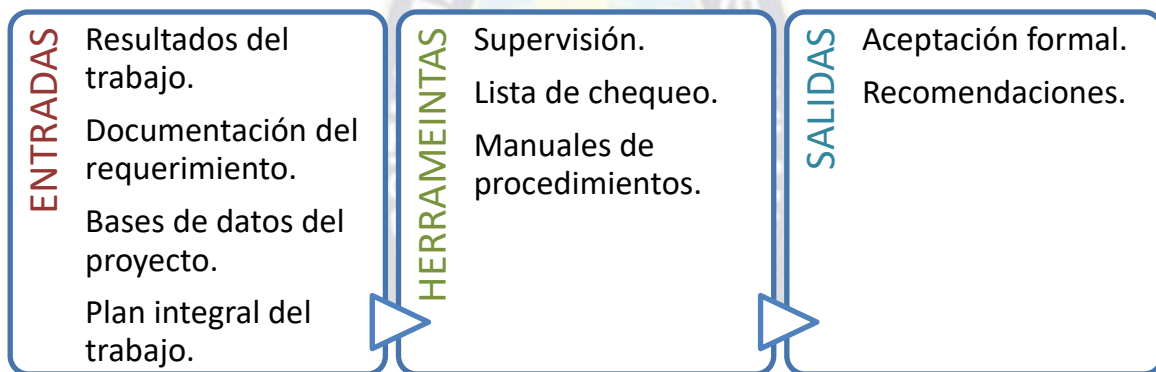 ENTRADAS
Resultados del
trabajo.
Documentación del
requerimiento.
Bases de datos del
proyecto.
Plan integral del
trabajo.
HERRAMEINTAS
Supervisión.
Lista de chequeo.
Manuales de
procedimientos.
SALIDAS
Aceptación formal.
Recomendaciones.